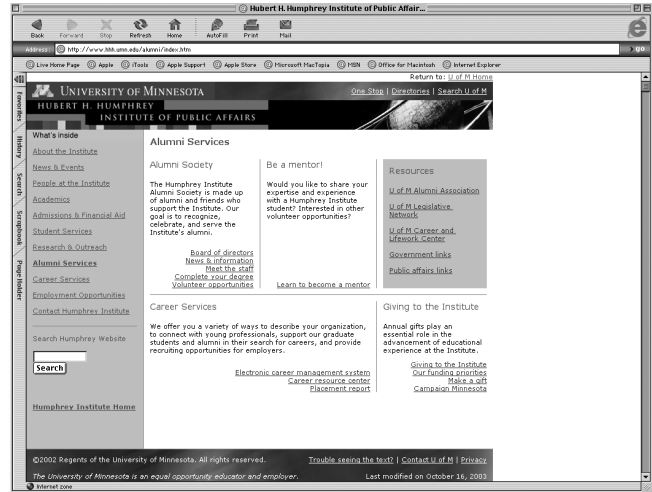 Hubert H. Humphrey Institute of Public Affair...
Back Forward Stop Refresh Home AutoFill Print Mail
Address: http://www.hhh.umn.edu/alumni/index.htm go
Live Home Page Apple iTools Apple Support Apple Store Microsoft MacTopia MSN Office for Macintosh Internet Explorer
Favorites
History
Search
Scrapbook
Page Holder
Return to: U of M Home
M UNIVERSITY OF MINNESOTA
One Stop | Directories | Search U of M
HUBERT H. HUMPHREY
INSTITUTE OF PUBLIC AFFAIRS
What's inside
About the Institute
News & Events
People at the Institute
Academics
Admissions & Financial Aid
Student Services
Research & Outreach
Alumni Services
Career Services
Employment Opportunities
Contact Humphrey Institute
Search Humphrey Website
Search
Humphrey Institute Home
Alumni Services
Alumni Society
The Humphrey Institute
Alumni Society is made up
of alumni and friends who
support the Institute. Our
goal is to recognize,
celebrate, and serve the
Institute's alumni.
Board of directors
News & information
Meet the staff
Complete your degree
Volunteer opportunities
Be a mentor!
Would you like to share your
expertise and experience
with a Humphrey Institute
student? Interested in other
volunteer opportunities?
Learn to become a mentor
Resources
U of M Alumni Association
U of M Legislative
Network
U of M Career and
Lifework Center
Government links
Public affairs links
Career Services
We offer you a variety of ways to describe your organization,
to connect with young professionals, support our graduate
students and alumni in their search for careers, and provide
recruiting opportunities for employers.
Electronic career management system
Career resource center
Placement report
Giving to the Institute
Annual gifts play an
essential role in the
advancement of educational
experience at the Institute.
Giving to the Institute
Our funding priorities
Make a gift
Campaign Minnesota
©2002 Regents of the University of Minnesota. All rights reserved.
Trouble seeing the text? | Contact U of M | Privacy
The University of Minnesota is an equal opportunity educator and employer.
Last modified on October 16, 2003
Internet zone